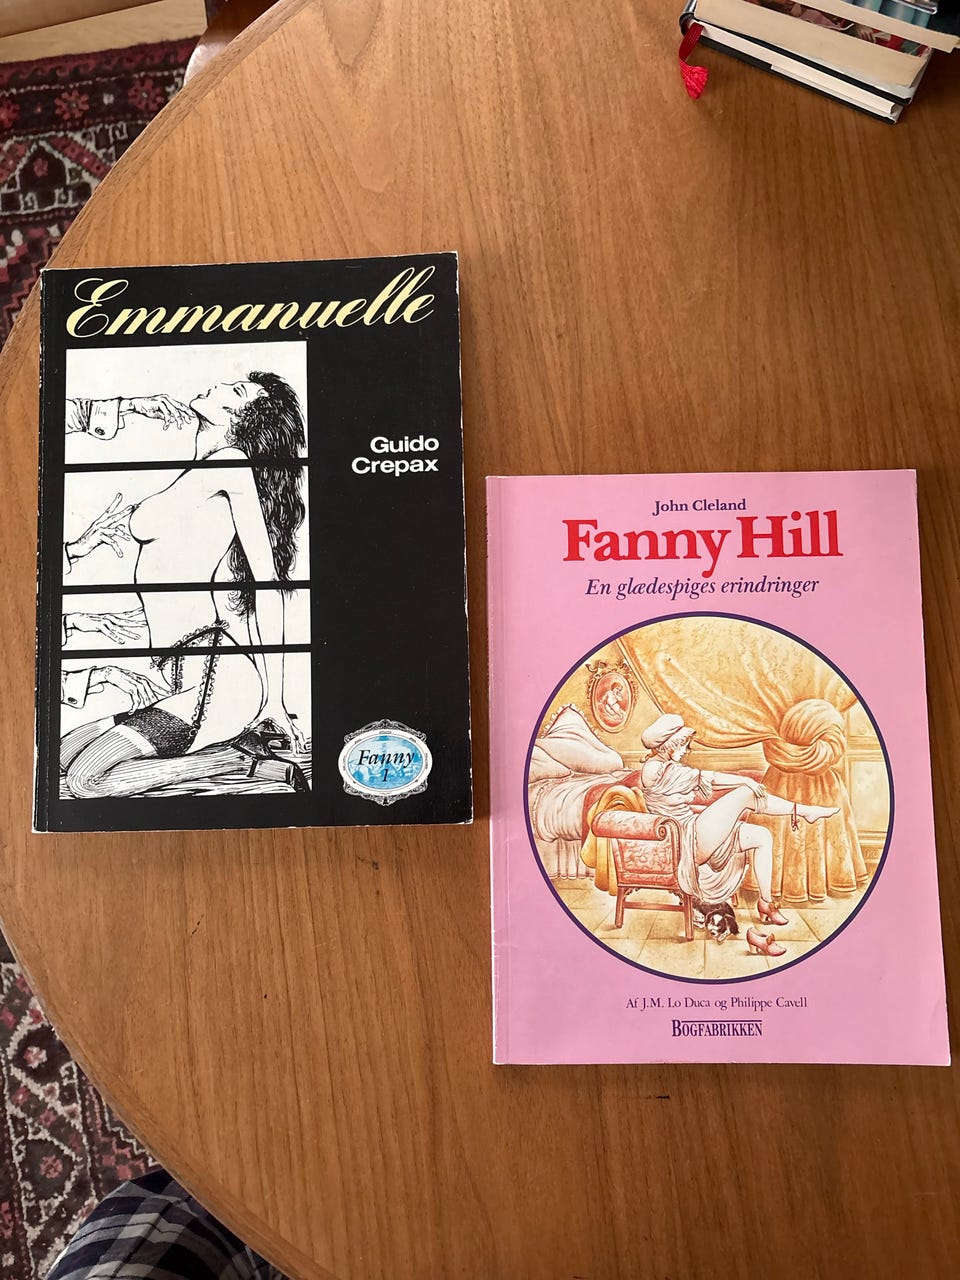 Emmanuelle
Guido
Crepax
Fanny
1
John Cleland
Fanny Hill
En glædespiges erindringer
Af J.M. Lo Duca og Philippe Cavell
BOGFABRIKKEN